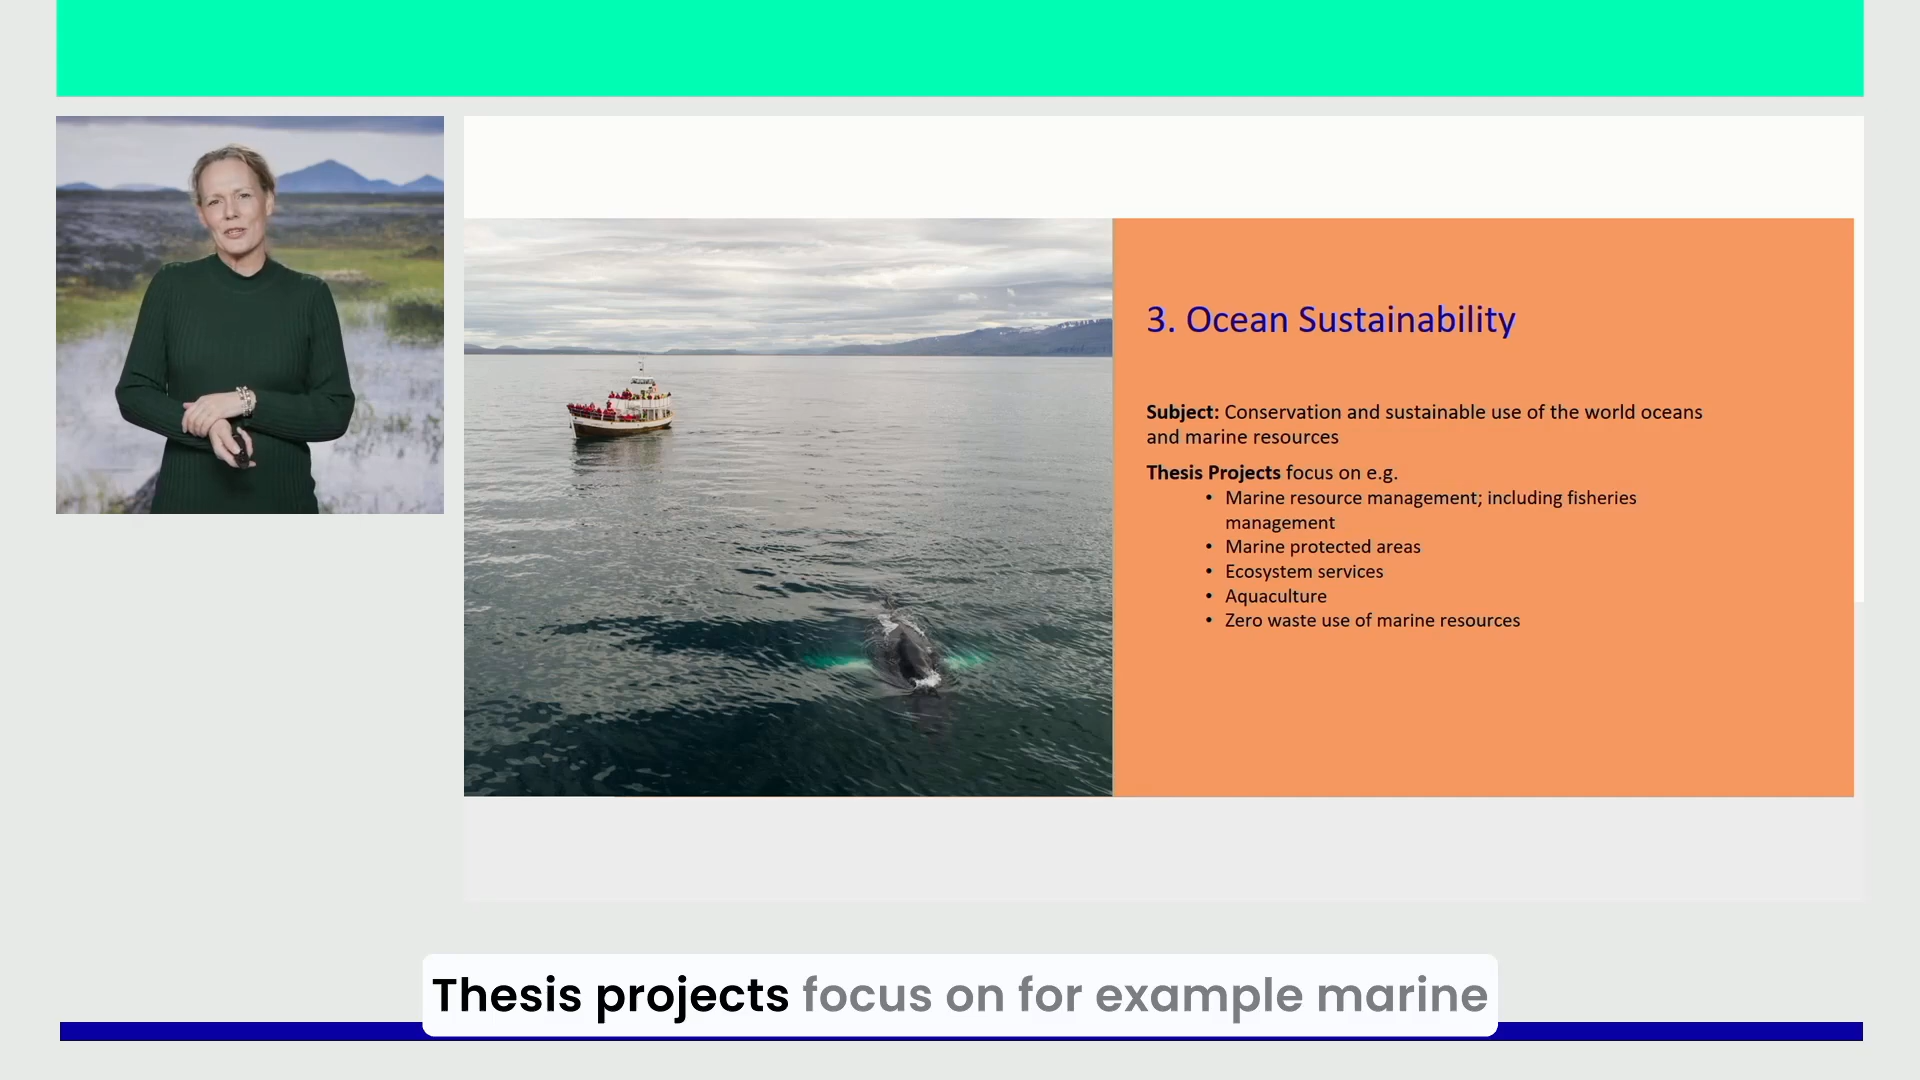 3. Ocean Sustainability
Subject: Conservation and sustainable use of the world oceans
and marine resources
Thesis Projects focus on e.g.
• Marine resource management; including fisheries
management
• Marine protected areas
• Ecosystem services
• Aquaculture
• Zero waste use of marine resources
Thesis projects focus on for example marine